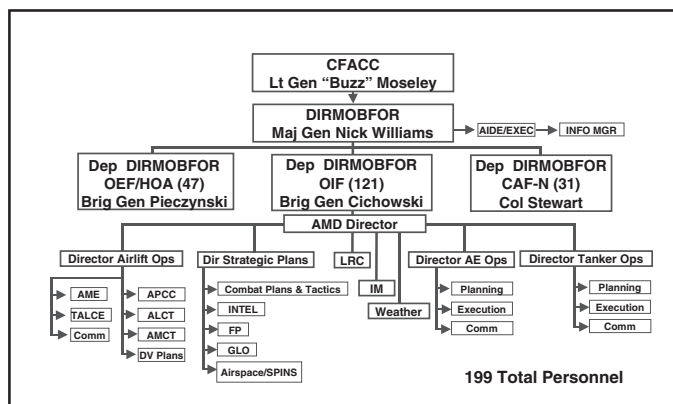 CFACC
Lt Gen “Buzz” Moseley
DIRMOBFOR
Maj Gen Nick Williams
AIDE/EXEC
INFO MGR
Dep DIRMOBFOR
OEF/HOA (47)
Brig Gen Pieczynski
Dep DIRMOBFOR
OIF (121)
Brig Gen Cichowski
Dep DIRMOBFOR
CAF-N (31)
Col Stewart
AMD Director
Director Airlift Ops
Dir Strategic Plans
LRC
IM
Weather
Director AE Ops
Director Tanker Ops
AME
TALCE
Comm
APCC
ALCT
AMCT
DV Plans
Combat Plans & Tactics
INTEL
FP
GLO
Airspace/SPINS
Planning
Execution
Comm
Planning
Execution
Comm
199 Total Personnel